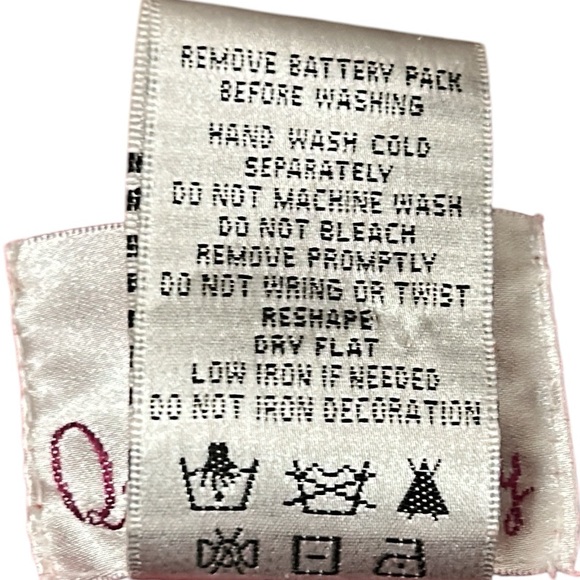 REMOVE BATTERY PACK
BEFORE WASHING
HAND WASH COLD
SEPARATELY
DO NOT MACHINE WASH
DO NOT BLEACH
REMOVE PROMPTLY
DO NOT WRING OR TWIST
RESHAPE
DRY FLAT
LOW IRON IF NEEDED
DO NOT IRON DECORATION